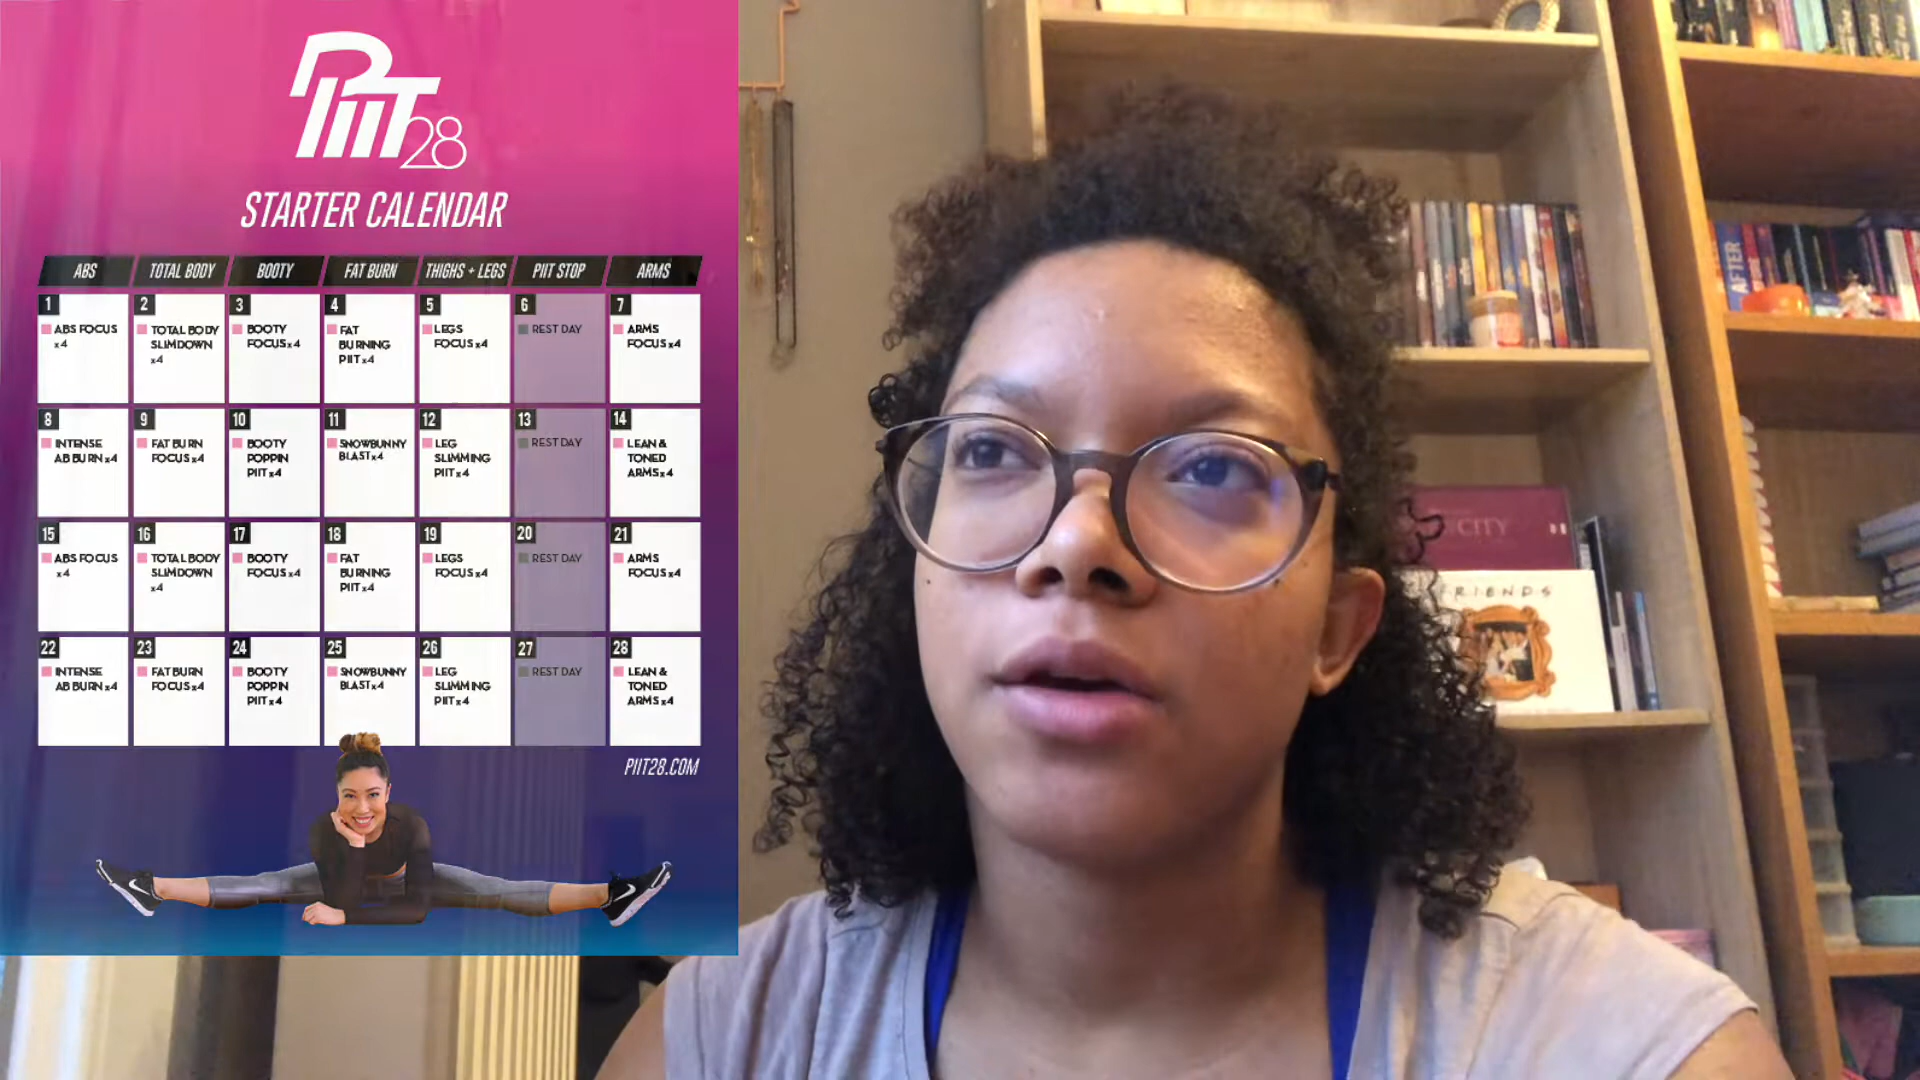 PIIT28
STARTER CALENDAR
ABS TOTAL BODY BOOTY FAT BURN THIGHS + LEGS PIIT STOP ARMS
1
ABS FOCUS
x4
2
TOTAL BODY
SLIMDOWN
x4
3
BOOTY
FOCUS x4
4
FAT
BURNING
PIIT x4
5
LEGS
FOCUS x4
6
REST DAY
7
ARMS
FOCUS x4
8
INTENSE
AB BURN x4
9
FAT BURN
FOCUS x4
10
BOOTY
POPPIN
PIIT x4
11
SNOWBUNNY
BLAST x4
12
LEG
SLIMMING
PIIT x4
13
REST DAY
14
LEAN &
TONED
ARMS x4
15
ABS FOCUS
x4
16
TOTAL BODY
SLIMDOWN
x4
17
BOOTY
FOCUS x4
18
FAT
BURNING
PIIT x4
19
LEGS
FOCUS x4
20
REST DAY
21
ARMS
FOCUS x4
22
INTENSE
AB BURN x4
23
FAT BURN
FOCUS x4
24
BOOTY
POPPIN
PIIT x4
25
SNOWBUNNY
BLAST x4
26
LEG
SLIMMING
PIIT x4
27
REST DAY
28
LEAN &
TONED
ARMS x4
PIIT28.COM
AFTER
CITY
FRIENDS